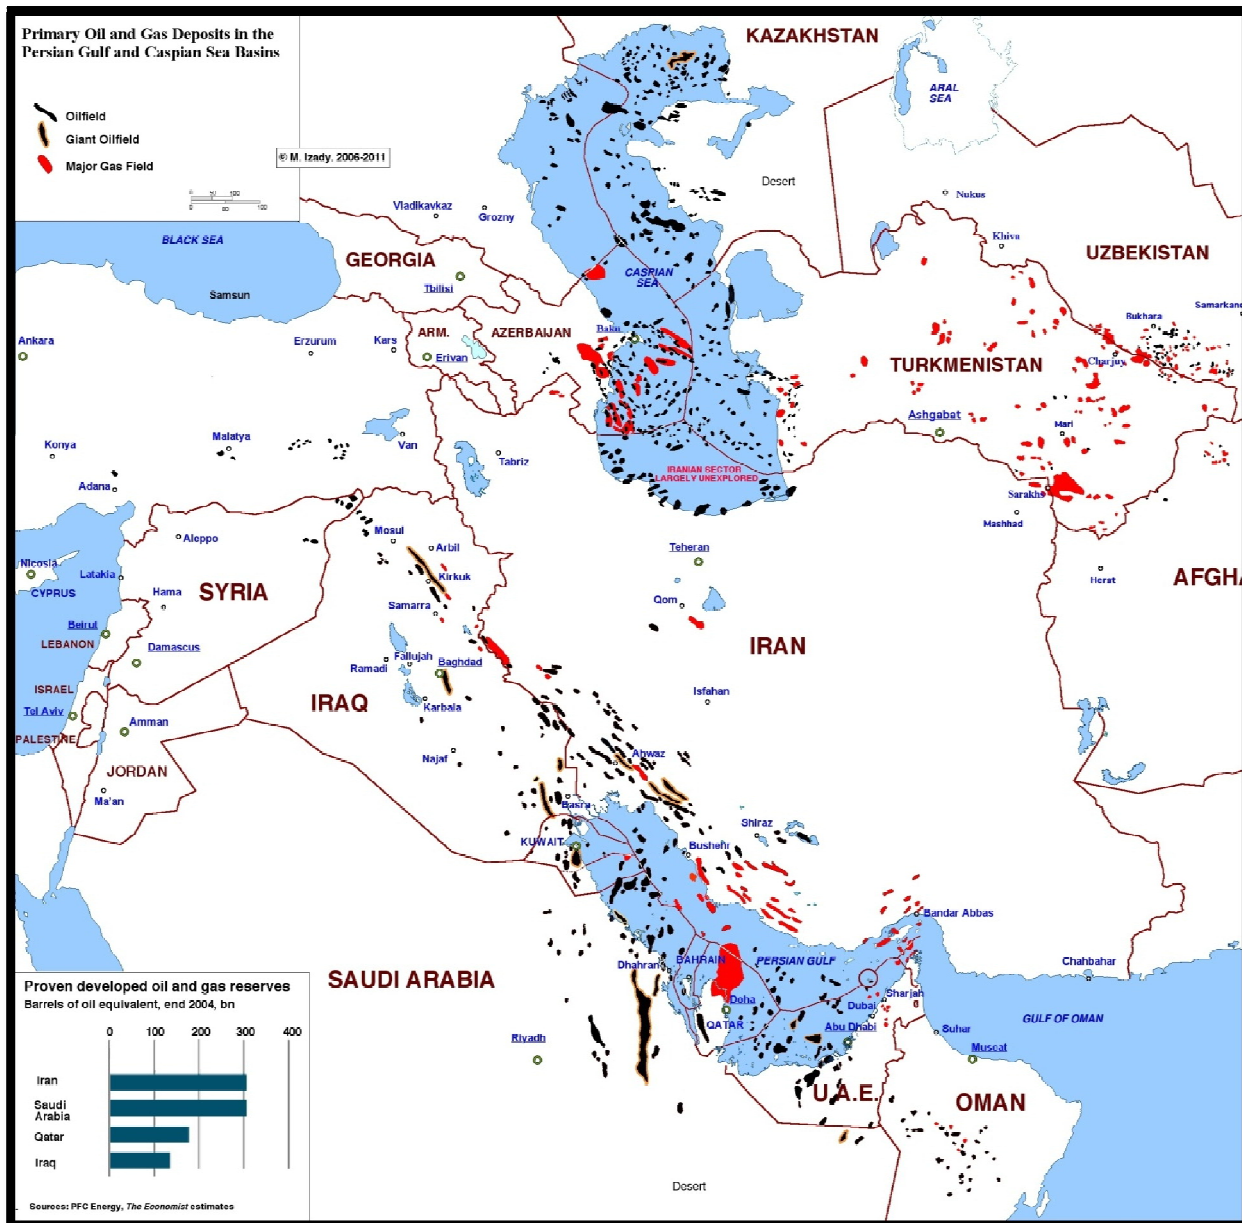 Primary Oil and Gas Deposits in the
Persian Gulf and Caspian Sea Basins
Oilfield
Giant Oilfield
Major Gas Field
© M. Izady, 2006-2011
KAZAKHSTAN
ARAL
SEA
Desert
Nukus
Vladikavkaz
Grozny
Khiva
BLACK SEA
UZBEKISTAN
GEORGIA
CASPIAN
SEA
Tbilisi
Samsun
Samarkand
Bukhara
Baku
ARM.
AZERBAIJAN
Ankara
Erzurum
Kars
Erivan
Charjuy
TURKMENISTAN
Ashgabat
Mari
Konya
Malatya
Van
Tabriz
IRANIAN SECTOR
LARGELY UNEXPLORED
Adana
Sarakhs
Mashhad
Mosul
Aleppo
Arbil
Teheran
Nicosia
Latakia
Kirkuk
Herat
AFGHA
CYPRUS
Hama
SYRIA
Samarra
Qom
Beirut
LEBANON
Damascus
IRAN
Fallujah
Baghdad
Ramadi
ISRAEL
Isfahan
IRAQ
Karbala
Tel Aviv
Amman
PALESTINE
Najaf
Ahwaz
JORDAN
Ma'an
Basra
Shiraz
KUWAIT
Bushehr
Bandar Abbas
BAHRAIN
PERSIAN GULF
Dhahran
Chahbahar
SAUDI ARABIA
Doha
Sharjah
Dubai
GULF OF OMAN
QATAR
Abu Dhabi
Suhar
Riyadh
Muscat
U.A.E.
OMAN
Desert
Proven developed oil and gas reserves
Barrels of oil equivalent, end 2004, bn
0 100 200 300 400
Iran
Saudi
Arabia
Qatar
Iraq
Sources: PFC Energy, The Economist estimates